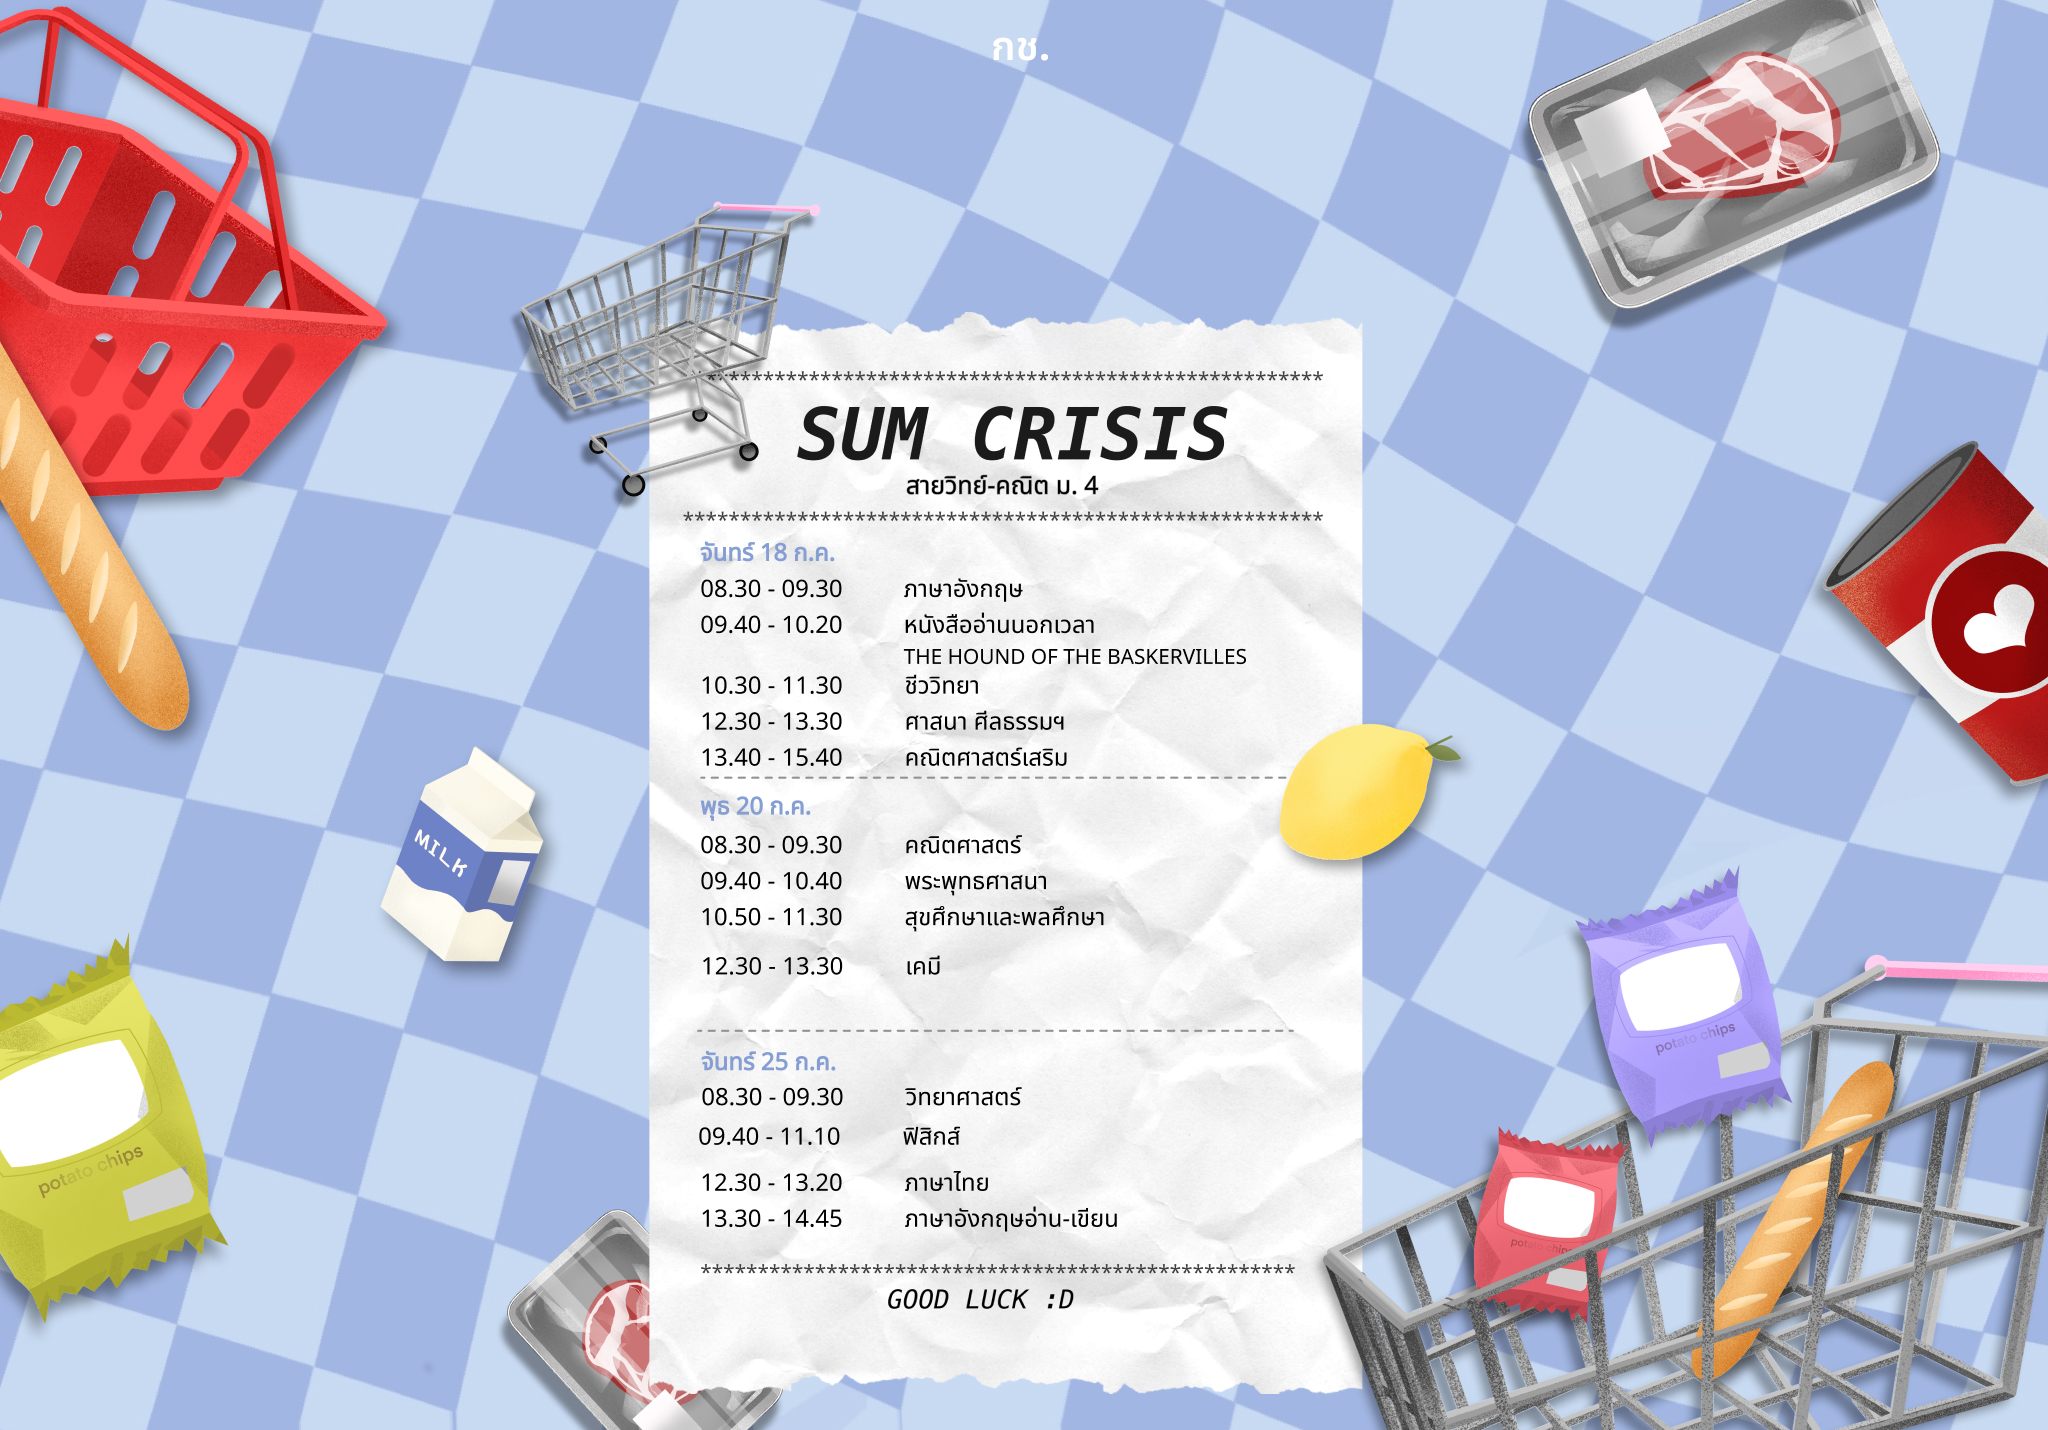 กช.
*******************************************************
SUM CRISIS
สายวิทย์-คณิต ม. 4
********************************************************
จันทร์ 18 ก.ค.
08.30 - 09.30 ภาษาอังกฤษ
09.40 - 10.20 หนังสืออ่านนอกเวลา
THE HOUND OF THE BASKERVILLES
10.30 - 11.30 ชีววิทยา
12.30 - 13.30 ศาสนา ศีลธรรมฯ
13.40 - 15.40 คณิตศาสตร์เสริม
พุธ 20 ก.ค.
08.30 - 09.30 คณิตศาสตร์
09.40 - 10.40 พระพุทธศาสนา
10.50 - 11.30 สุขศึกษาและพลศึกษา
12.30 - 13.30 เคมี
จันทร์ 25 ก.ค.
08.30 - 09.30 วิทยาศาสตร์
09.40 - 11.10 ฟิสิกส์
12.30 - 13.20 ภาษาไทย
13.30 - 14.45 ภาษาอังกฤษอ่าน-เขียน
****************************************************
GOOD LUCK :D
MILK
potato chips
potato chips
potato chips